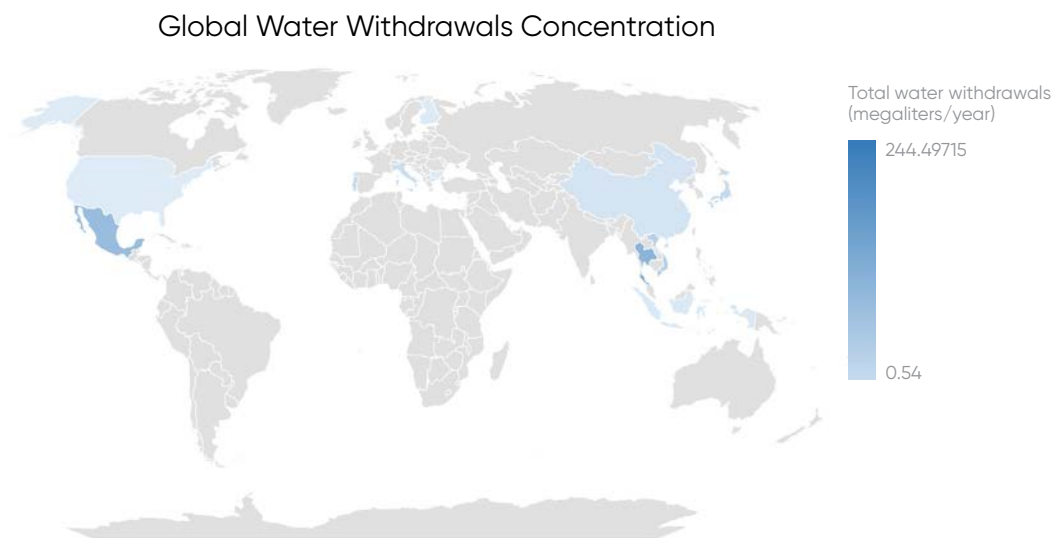 Global Water Withdrawals Concentration
Total water withdrawals
(megaliters/year)
244.49715
0.54